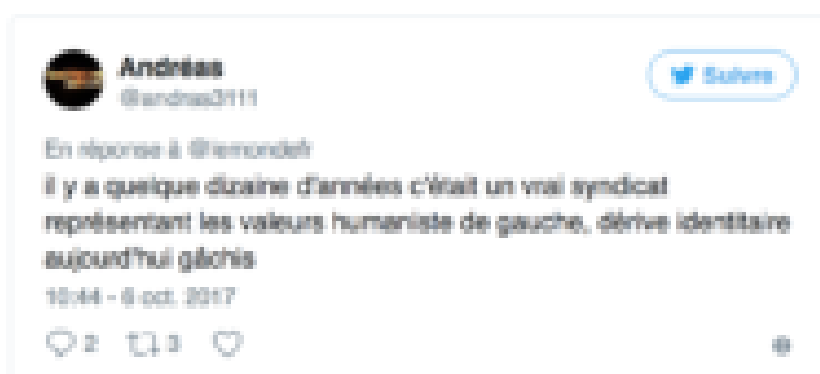 Andréas
@andras3111
Suivre
En réponse à @lemondefr
il y a quelque dizaine d'années c'était un vrai syndicat
représentant les valeurs humaniste de gauche, dérive identitaire
aujourd'hui gâchis
10:44 - 6 oct. 2017
2 3